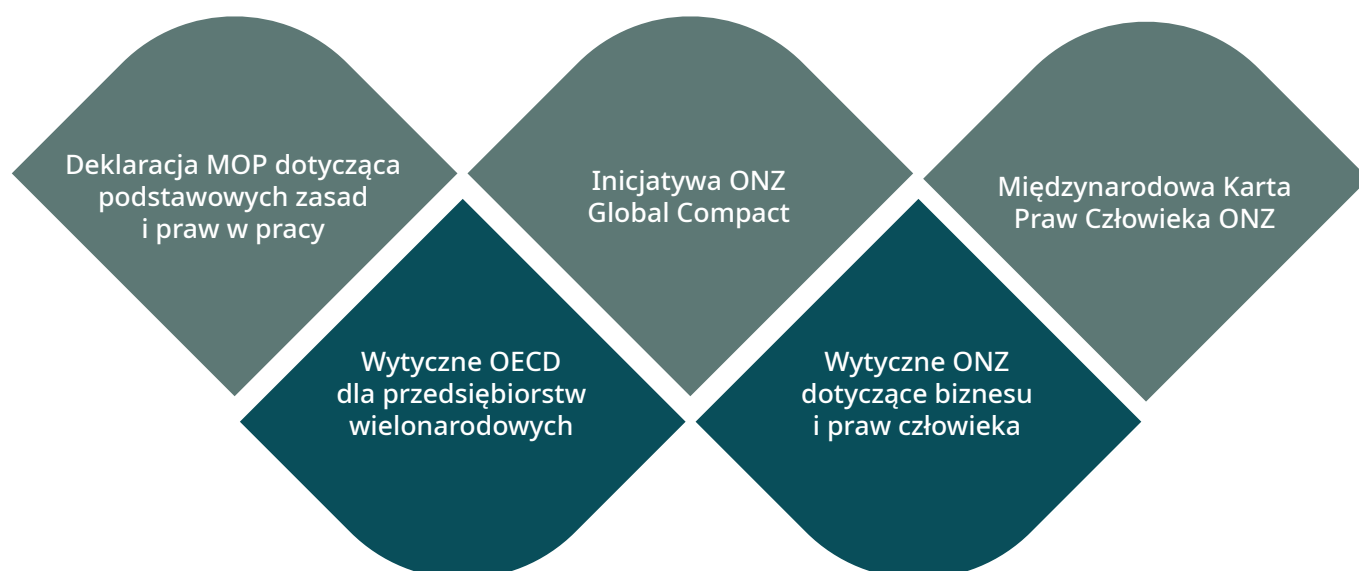 Deklaracja MOP dotycząca
podstawowych zasad
i praw w pracy
Inicjatywa ONZ
Global Compact
Międzynarodowa Karta
Praw Człowieka ONZ
Wytyczne OECD
dla przedsiębiorstw
wielonarodowych
Wytyczne ONZ
dotyczące biznesu
i praw człowieka